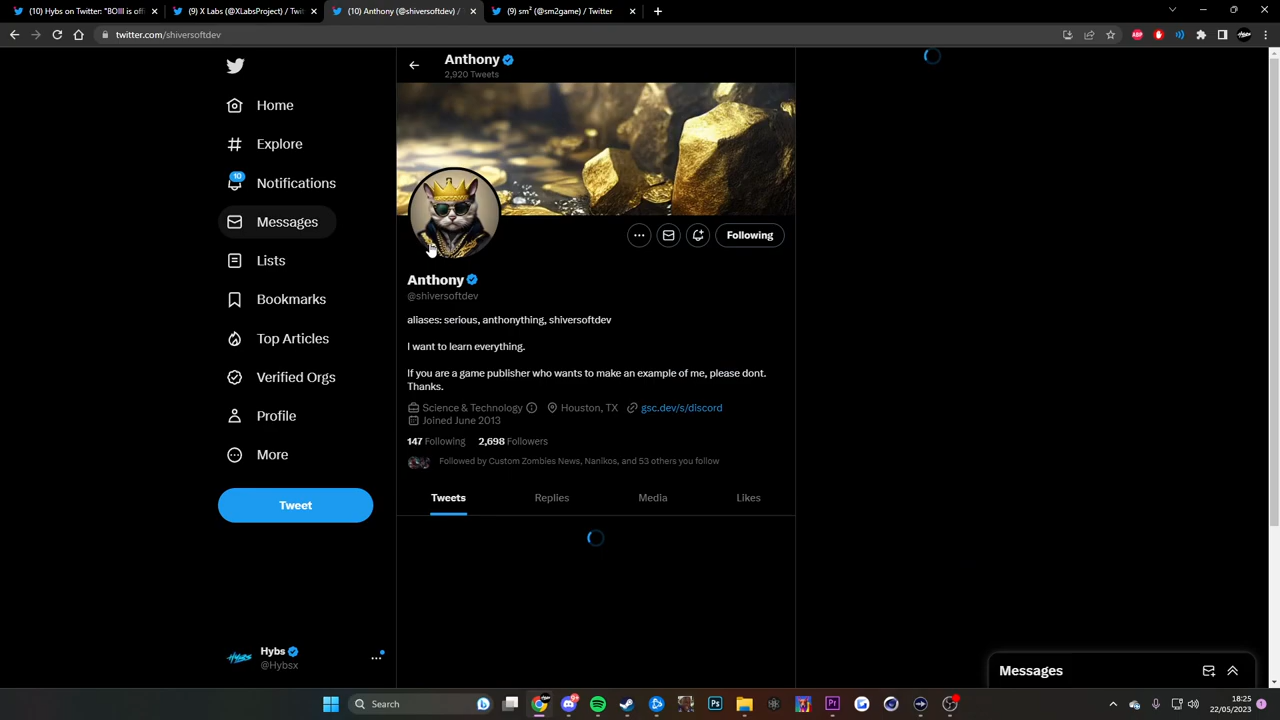 (10) Hybs on Twitter: "BOIII is offi
(9) X Labs (@XLabsProject) / Twit
(10) Anthony (@shiversoftdev) /
(9) sm² (@sm2game) / Twitter
twitter.com/shiversoftdev
Anthony
2,920 Tweets
Home
Explore
10
Notifications
Messages
Lists
Bookmarks
Top Articles
Verified Orgs
Profile
More
Tweet
Following
Anthony
@shiversoftdev
aliases: serious, anthonything, shiversoftdev
I want to learn everything.
If you are a game publisher who wants to make an example of me, please dont.
Thanks.
Science & Technology Houston, TX gsc.dev/s/discord
Joined June 2013
147 Following 2,698 Followers
Followed by Custom Zombies News, Nanikos, and 53 others you follow
Tweets Replies Media Likes
Hybs
@Hybsx
Messages
Search
18:25
22/05/2023